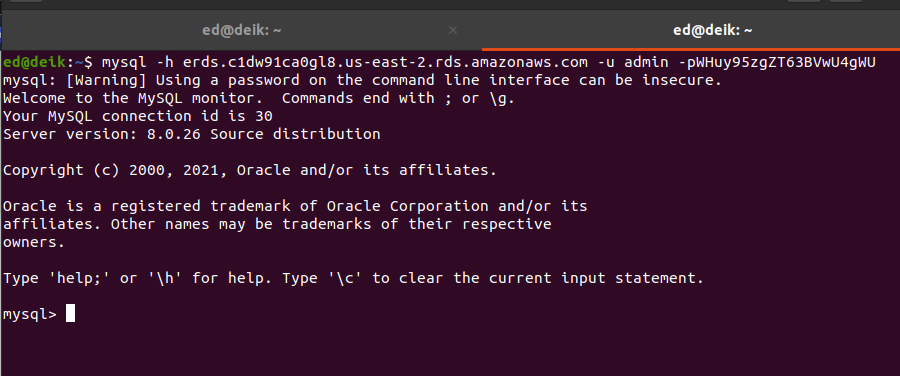 ed@deik: ~ × ed@deik: ~
ed@deik:~$ mysql -h erds.c1dw91ca0gl8.us-east-2.rds.amazonaws.com -u admin -pWHuy95zgZT63BVwU4gWU
mysql: [Warning] Using a password on the command line interface can be insecure.
Welcome to the MySQL monitor.  Commands end with ; or \g.
Your MySQL connection id is 30
Server version: 8.0.26 Source distribution
Copyright (c) 2000, 2021, Oracle and/or its affiliates.
Oracle is a registered trademark of Oracle Corporation and/or its
affiliates. Other names may be trademarks of their respective
owners.
Type 'help;' or '\h' for help. Type '\c' to clear the current input statement.
mysql>